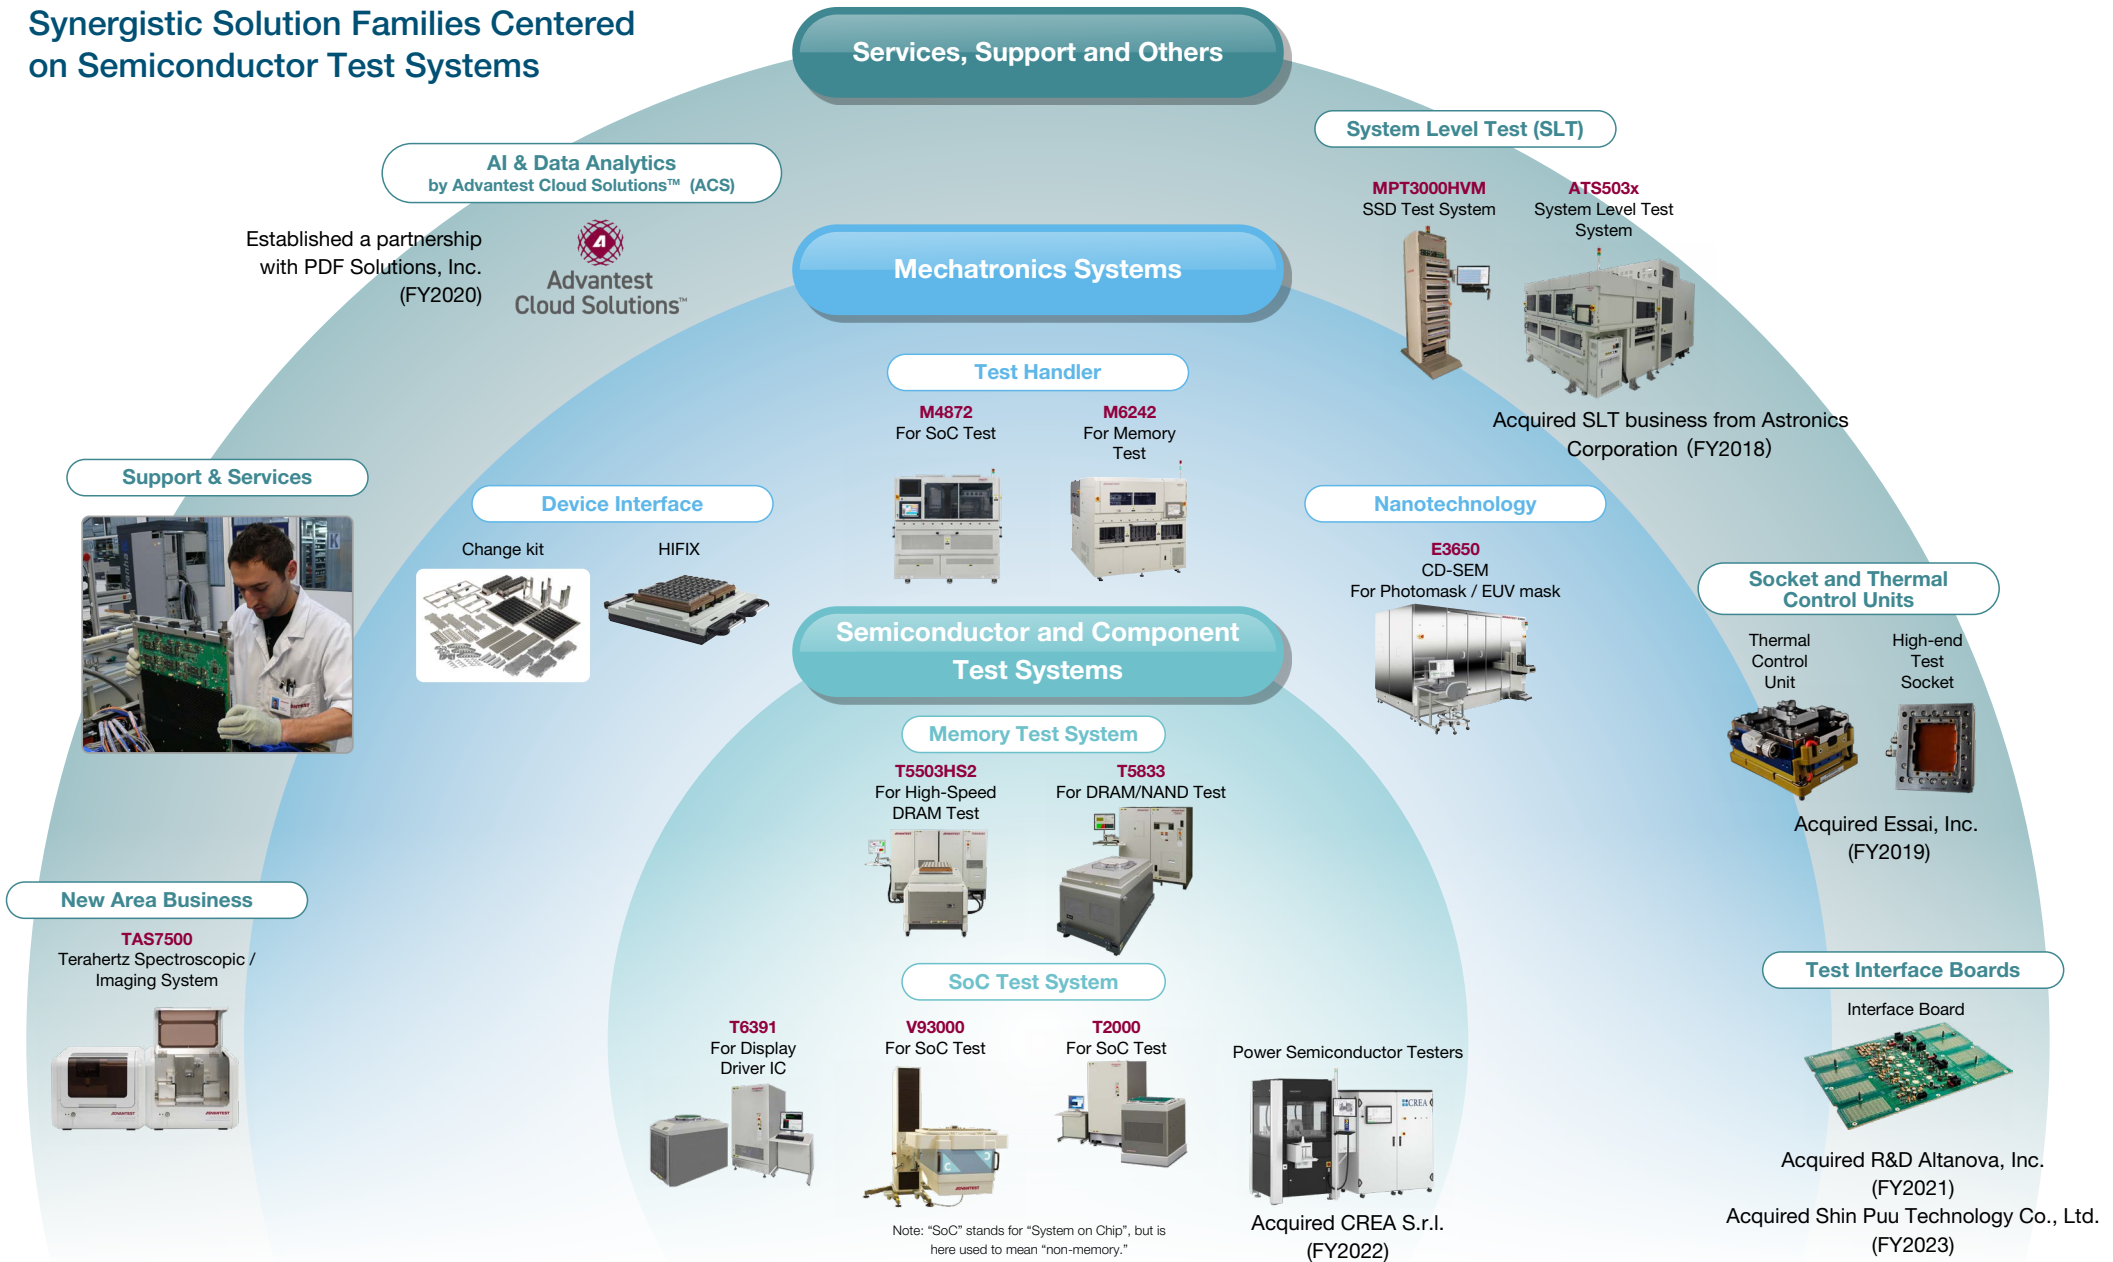 Synergistic Solution Families Centered
on Semiconductor Test Systems
Services, Support and Others
AI & Data Analytics
by Advantest Cloud Solutions™ (ACS)
Established a partnership
with PDF Solutions, Inc.
(FY2020)
Advantest
Cloud Solutions™
System Level Test (SLT)
MPT3000HVM
SSD Test System
ATS503x
System Level Test
System
Acquired SLT business from Astronics
Corporation (FY2018)
Mechatronics Systems
Test Handler
M4872
For SoC Test
M6242
For Memory
Test
Support & Services
Device Interface
Change kit
HIFIX
Nanotechnology
E3650
CD-SEM
For Photomask / EUV mask
Socket and Thermal
Control Units
Thermal
Control
Unit
High-end
Test
Socket
Acquired Essai, Inc.
(FY2019)
Semiconductor and Component
Test Systems
Memory Test System
T5503HS2
For High-Speed
DRAM Test
T5833
For DRAM/NAND Test
New Area Business
TAS7500
Terahertz Spectroscopic /
Imaging System
ADVANTEST
ADVANTEST
SoC Test System
T6391
For Display
Driver IC
V93000
For SoC Test
ADVANTEST
T2000
For SoC Test
Power Semiconductor Testers
CREA
Acquired CREA S.r.l.
(FY2022)
Test Interface Boards
Interface Board
Acquired R&D Altanova, Inc.
(FY2021)
Acquired Shin Puu Technology Co., Ltd.
(FY2023)
Note: “SoC” stands for “System on Chip”, but is
here used to mean “non-memory.”